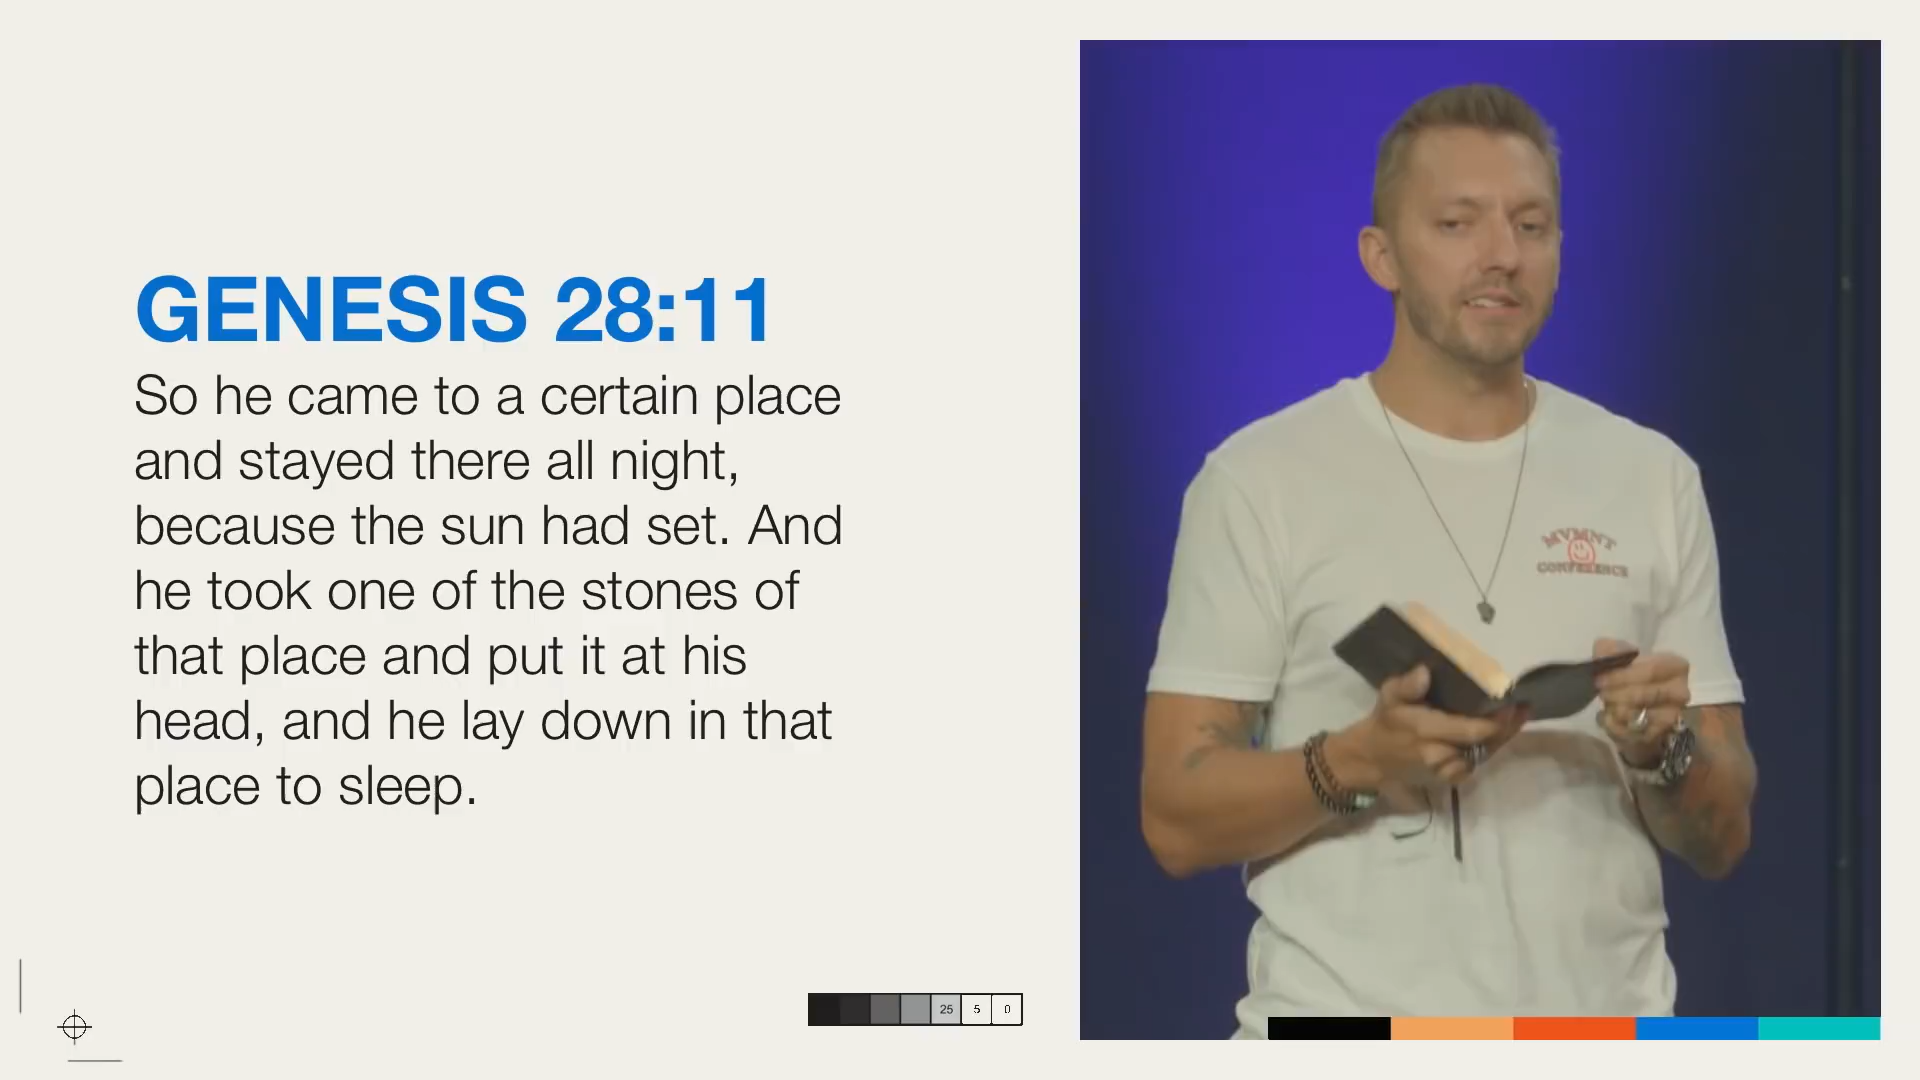 GENESIS 28:11
So he came to a certain place
and stayed there all night,
because the sun had set. And
he took one of the stones of
that place and put it at his
head, and he lay down in that
place to sleep.
MVMNT
CONFERENCE
25 5 0